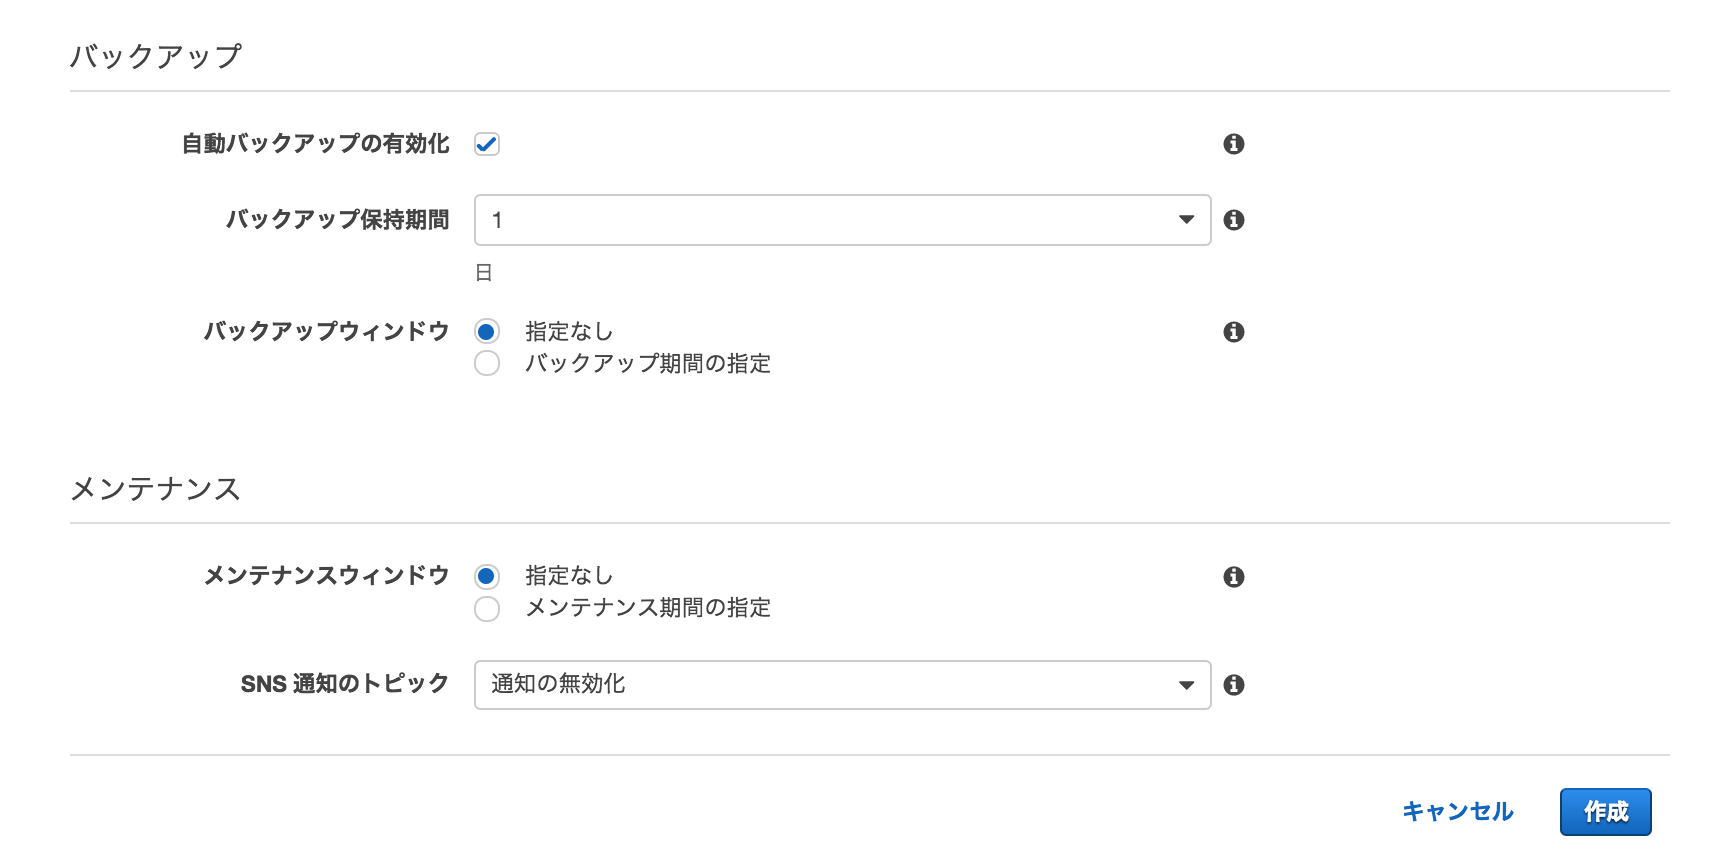 バックアップ
自動バックアップの有効化
バックアップ保持期間 1
日
バックアップウィンドウ 指定なし
バックアップ期間の指定
メンテナンス
メンテナンスウィンドウ 指定なし
メンテナンス期間の指定
SNS 通知のトピック 通知の無効化
キャンセル 作成